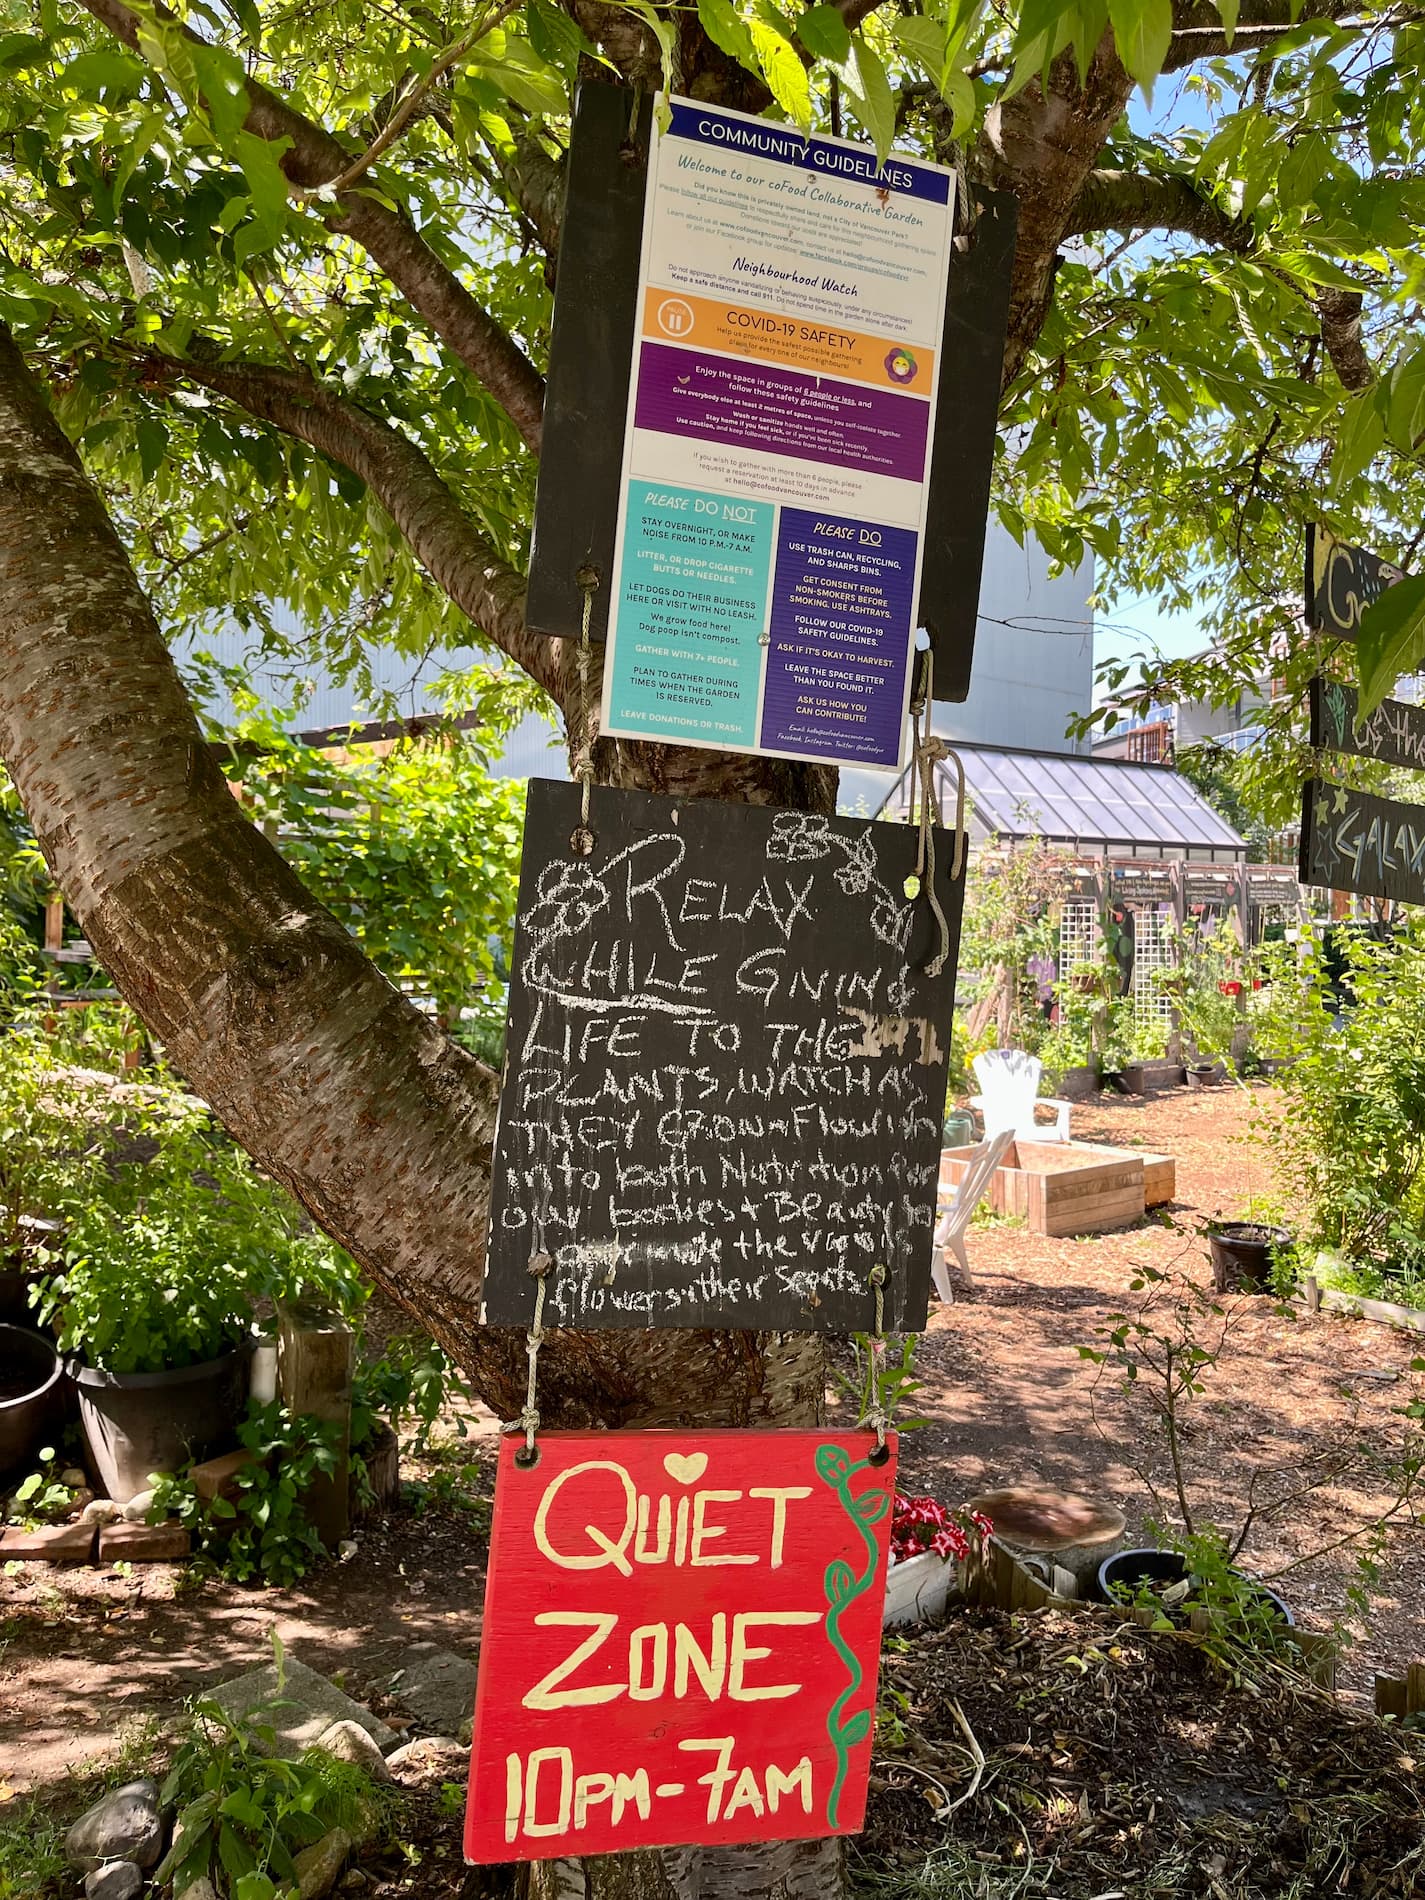 COMMUNITY GUIDELINES
Welcome to our coFood Collaborative Garden
Did you know this is privately owned land, not a City of Vancouver Park?
Please follow all our guidelines to respectfully share and care for this neighbourhood gathering space.
Donations toward our costs are appreciated!
Learn about us at www.cofoodvancouver.com, contact us at hello@cofoodvancouver.com,
or join our Facebook group for updates:
Neighbourhood Watch
Do not approach anyone vandalizing or behaving suspiciously, under any circumstances!
Keep a safe distance and call 911. Do not spend time in the garden alone after dark.
PAUSE
COVID-19 SAFETY
Help us provide the safest possible gathering
place for every one of our neighbours!
Enjoy the space in groups of 6 people or less, and
follow these safety guidelines
Give everybody else at least 2 metres of space, unless you self-isolate together.
Wash or sanitize hands well and often.
Stay home if you feel sick, or if you've been sick recently.
Use caution, and keep following directions from our local health authorities.
If you wish to gather with more than 6 people, please
request a reservation at least 10 days in advance
at hello@cofoodvancouver.com
PLEASE DO NOT
STAY OVERNIGHT, OR MAKE
NOISE FROM 10 P.M.-7 A.M.
LITTER, OR DROP CIGARETTE
BUTTS OR NEEDLES.
LET DOGS DO THEIR BUSINESS
HERE OR VISIT WITH NO LEASH.
We grow food here!
Dog poop isn't compost.
GATHER WITH 7+ PEOPLE.
PLAN TO GATHER DURING
TIMES WHEN THE GARDEN
IS RESERVED.
LEAVE DONATIONS OR TRASH.
PLEASE DO
USE TRASH CAN, RECYCLING,
AND SHARPS BINS.
GET CONSENT FROM
NON-SMOKERS BEFORE
SMOKING. USE ASHTRAYS.
FOLLOW OUR COVID-19
SAFETY GUIDELINES.
ASK IF IT'S OKAY TO HARVEST.
LEAVE THE SPACE BETTER
THAN YOU FOUND IT.
ASK US HOW YOU
CAN CONTRIBUTE!
Email: hello@cofoodvancouver.com
Facebook, Instagram, Twitter: @cofoodvan
RELAX
WHILE GIVING
LIFE TO THE
PLANTS, WATCH AS
THEY GROW + Flourish
into both Nutrition for
our bodies + Beauty to
the various
flowers + their Scents
QUIET
ZONE
10PM-7AM
GALAX